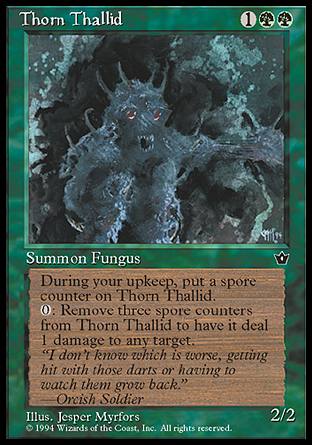 Thorn Thallid 1
Summon Fungus
During your upkeep, put a spore
counter on Thorn Thallid.
0: Remove three spore counters
from Thorn Thallid to have it deal
1 damage to any target.
"I don't know which is worse, getting
hit with those darts or having to
watch them grow back."
—Orcish Soldier
Illus. Jesper Myrfors
© 1994 Wizards of the Coast, Inc. All rights reserved.
2/2